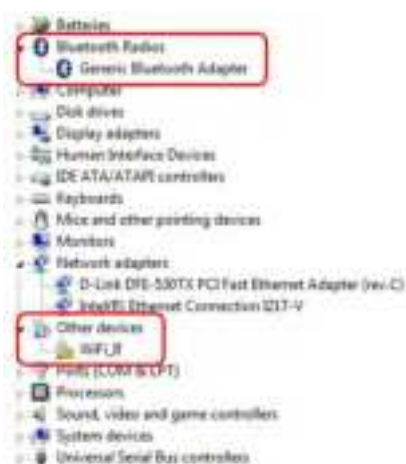 Batteries
Bluetooth Radios
Generic Bluetooth Adapter
Computer
Disk drives
Display adapters
Human Interface Devices
IDE ATA/ATAPI controllers
Keyboards
Mice and other pointing devices
Monitors
Network adapters
D-Link DFE-530TX PCI Fast Ethernet Adapter (rev.C)
Intel(R) Ethernet Connection I217-V
Other devices
WiFi_If
Ports (COM & LPT)
Processors
Sound, video and game controllers
System devices
Universal Serial Bus controllers